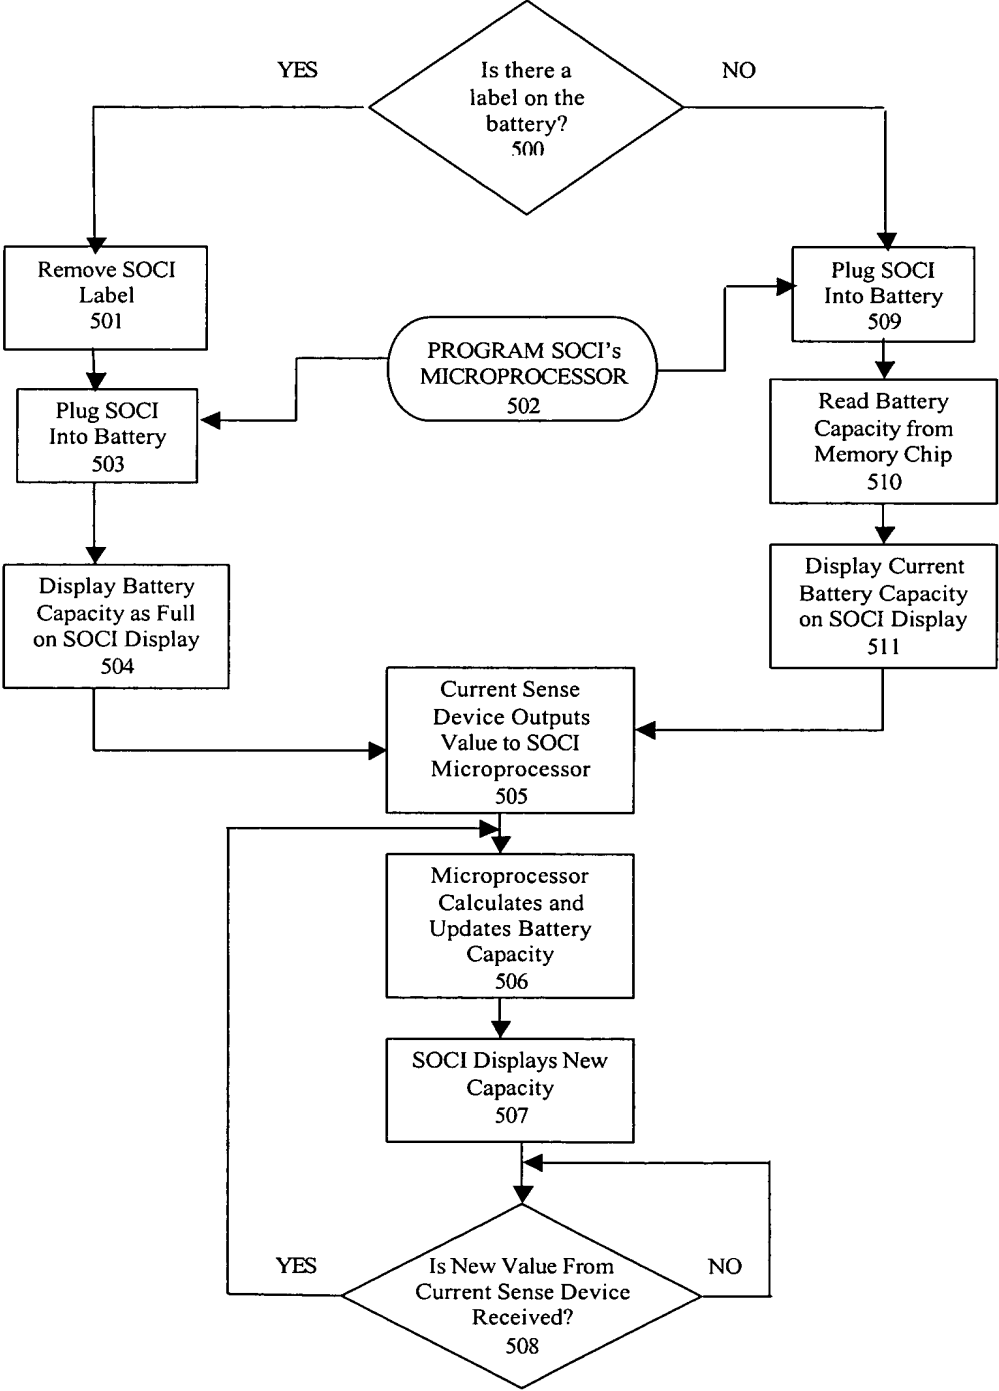 YES
Is there a
label on the
battery?
500
NO
Remove SOCI
Label
501
Plug SOCI
Into Battery
509
PROGRAM SOCI's
MICROPROCESSOR
502
Plug SOCI
Into Battery
503
Read Battery
Capacity from
Memory Chip
510
Display Battery
Capacity as Full
on SOCI Display
504
Display Current
Battery Capacity
on SOCI Display
511
Current Sense
Device Outputs
Value to SOCI
Microprocessor
505
Microprocessor
Calculates and
Updates Battery
Capacity
506
SOCI Displays New
Capacity
507
YES
Is New Value From
Current Sense Device
Received?
508
NO